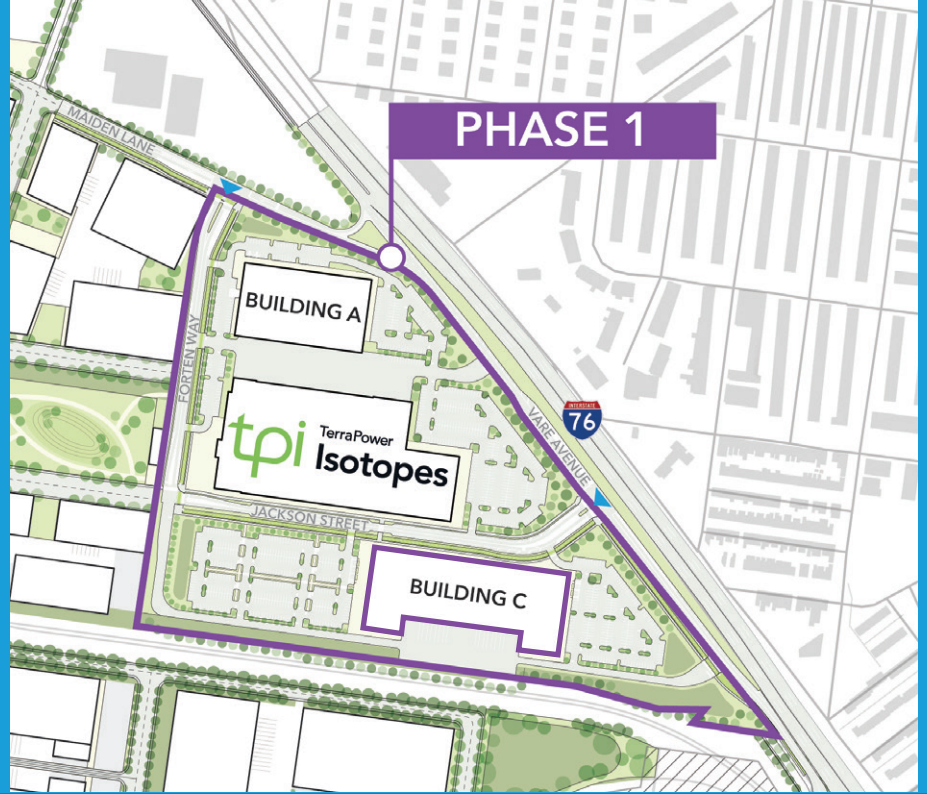 MAIDEN LANE
PHASE 1
BUILDING A
FORTEN WAY
tpi TerraPower
Isotopes
INTERSTATE
76
VARE AVENUE
JACKSON STREET
BUILDING C